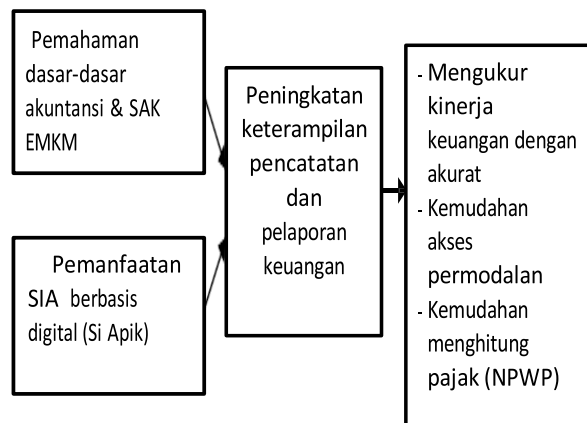 Pemahaman
dasar-dasar
akuntansi & SAK
EMKM
Pemanfaatan
SIA berbasis
digital (Si Apik)
Peningkatan
keterampilan
pencatatan
dan
pelaporan
keuangan
- Mengukur
kinerja
keuangan dengan
akurat
- Kemudahan
akses
permodalan
- Kemudahan
menghitung
pajak (NPWP)